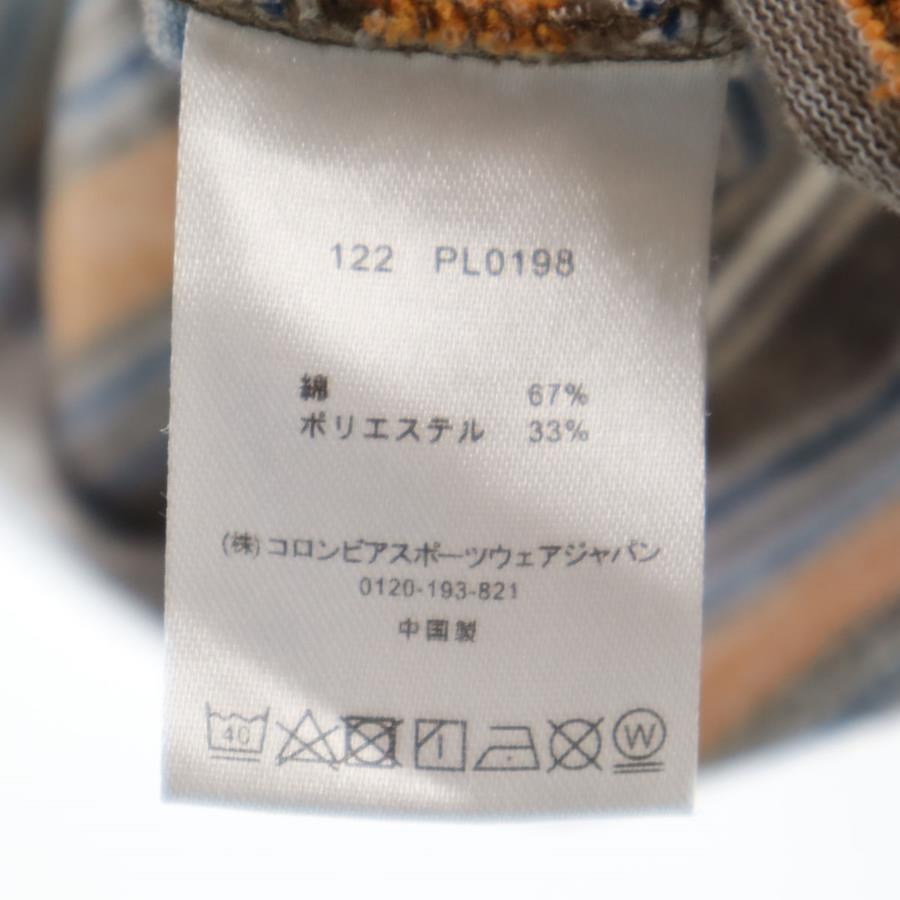 122 PL0198
綿 67%
ポリエステル 33%
(株)コロンビアスポーツウェアジャパン
0120-193-821
中国製
40 W